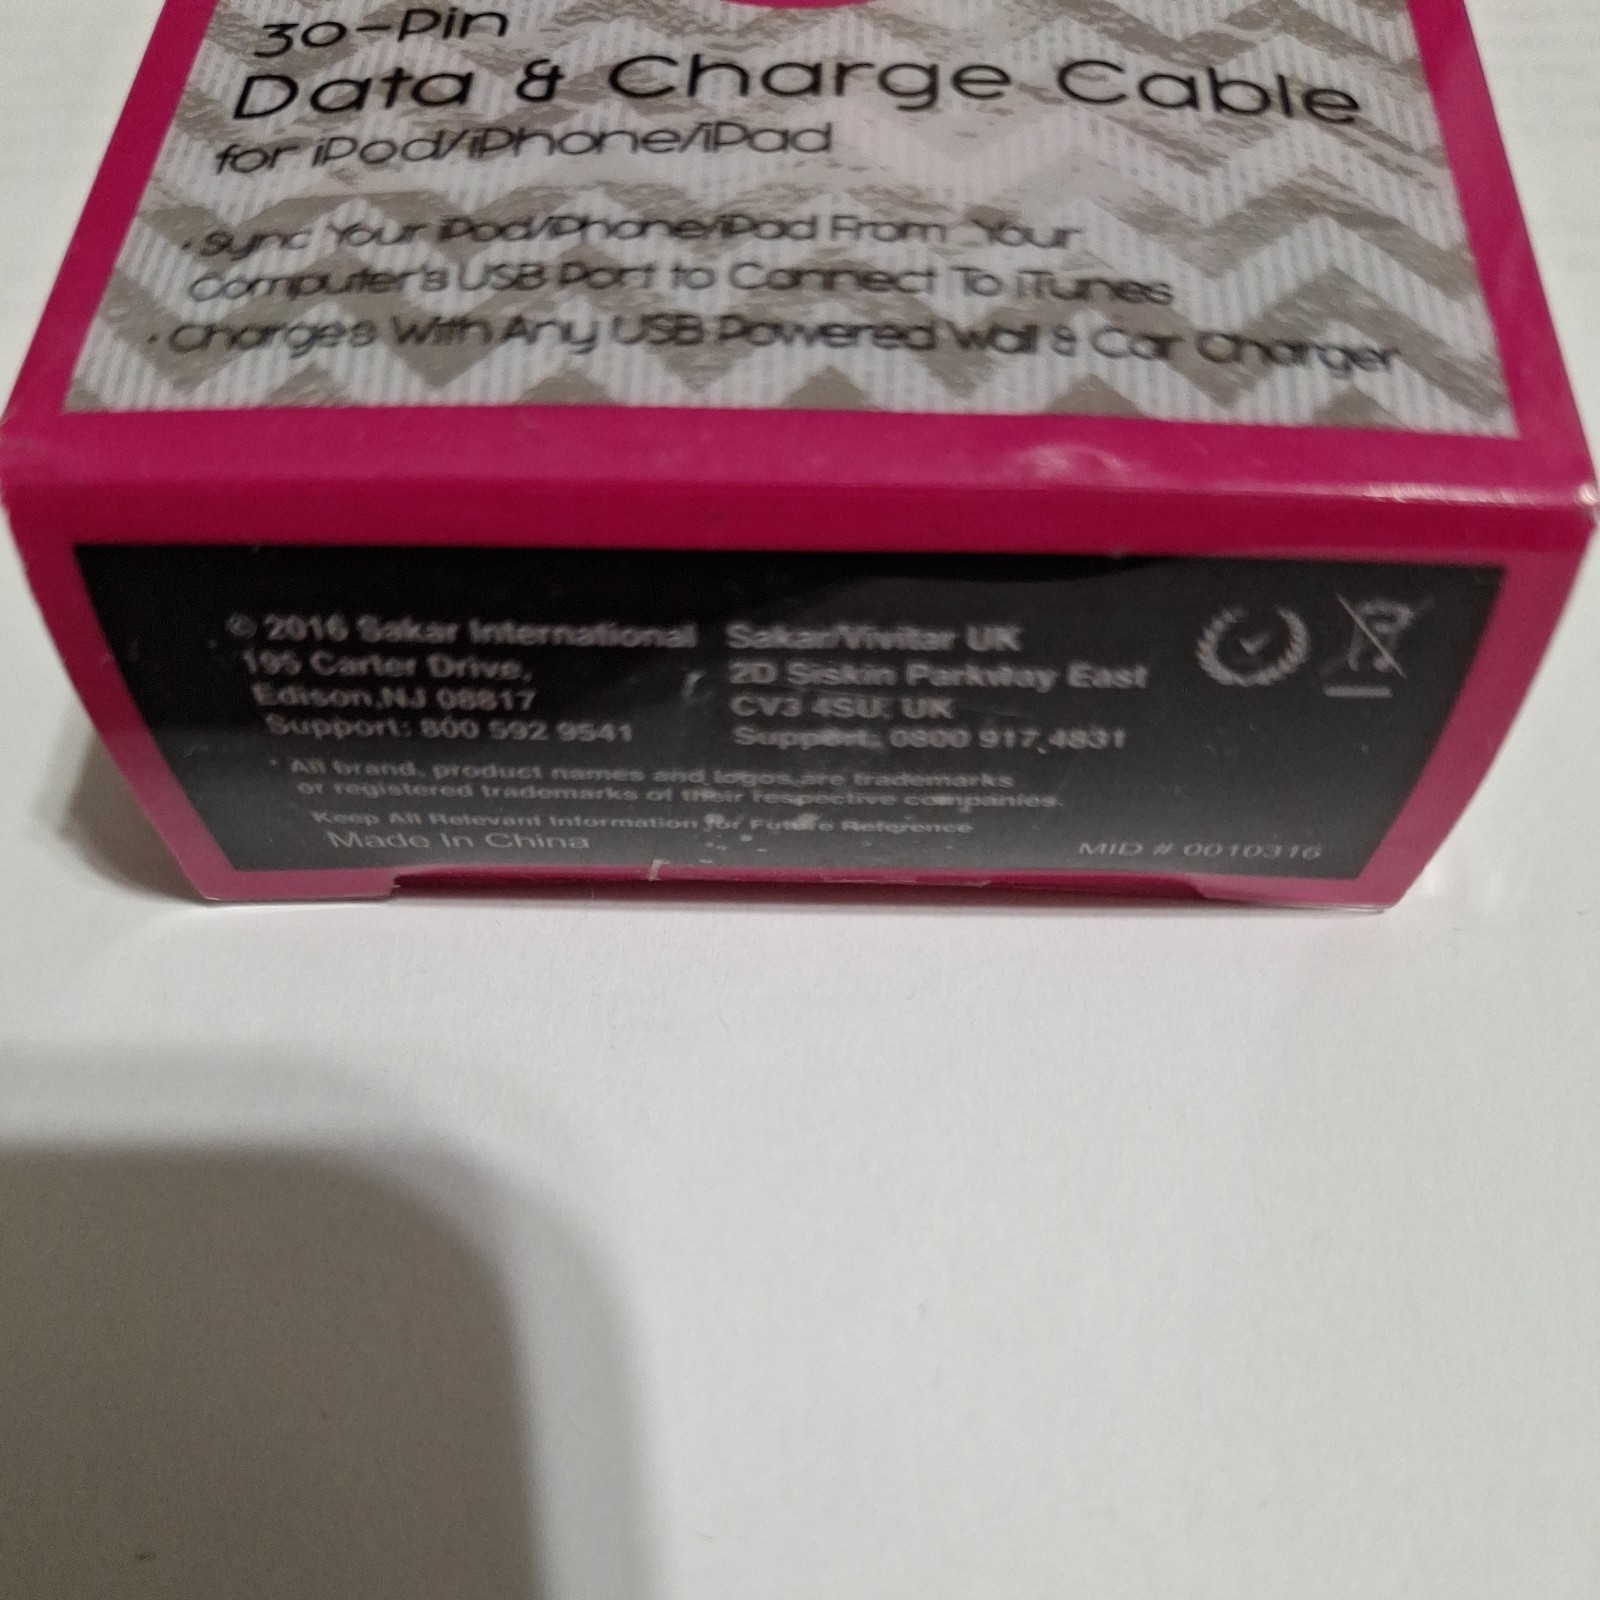 30-Pin
Data & Charge Cable
for iPod/iPhone/iPad
• Sync Your iPod/iPhone/iPad From Your
computer's USB Port to Connect To iTunes
• Charges With Any USB Powered Wall & Car Charger
© 2016 Sakar International
195 Carter Drive,
Edison,NJ 08817
Support: 800 592 9541
Sakar/Vivitar UK
2D Siskin Parkway East
CV3 4SU, UK
Support: 0800 917 4831
* All brand, product names and logos are trademarks
or registered trademarks of their respective companies.
Keep All Relevant Information for Future Reference
Made In China
MID # 0010316